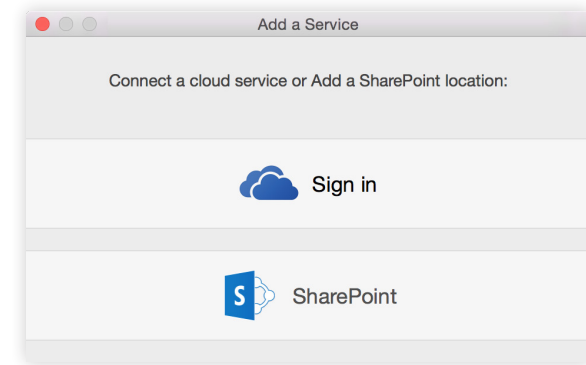 Add a Service
Connect a cloud service or Add a SharePoint location:
Sign in
S
SharePoint